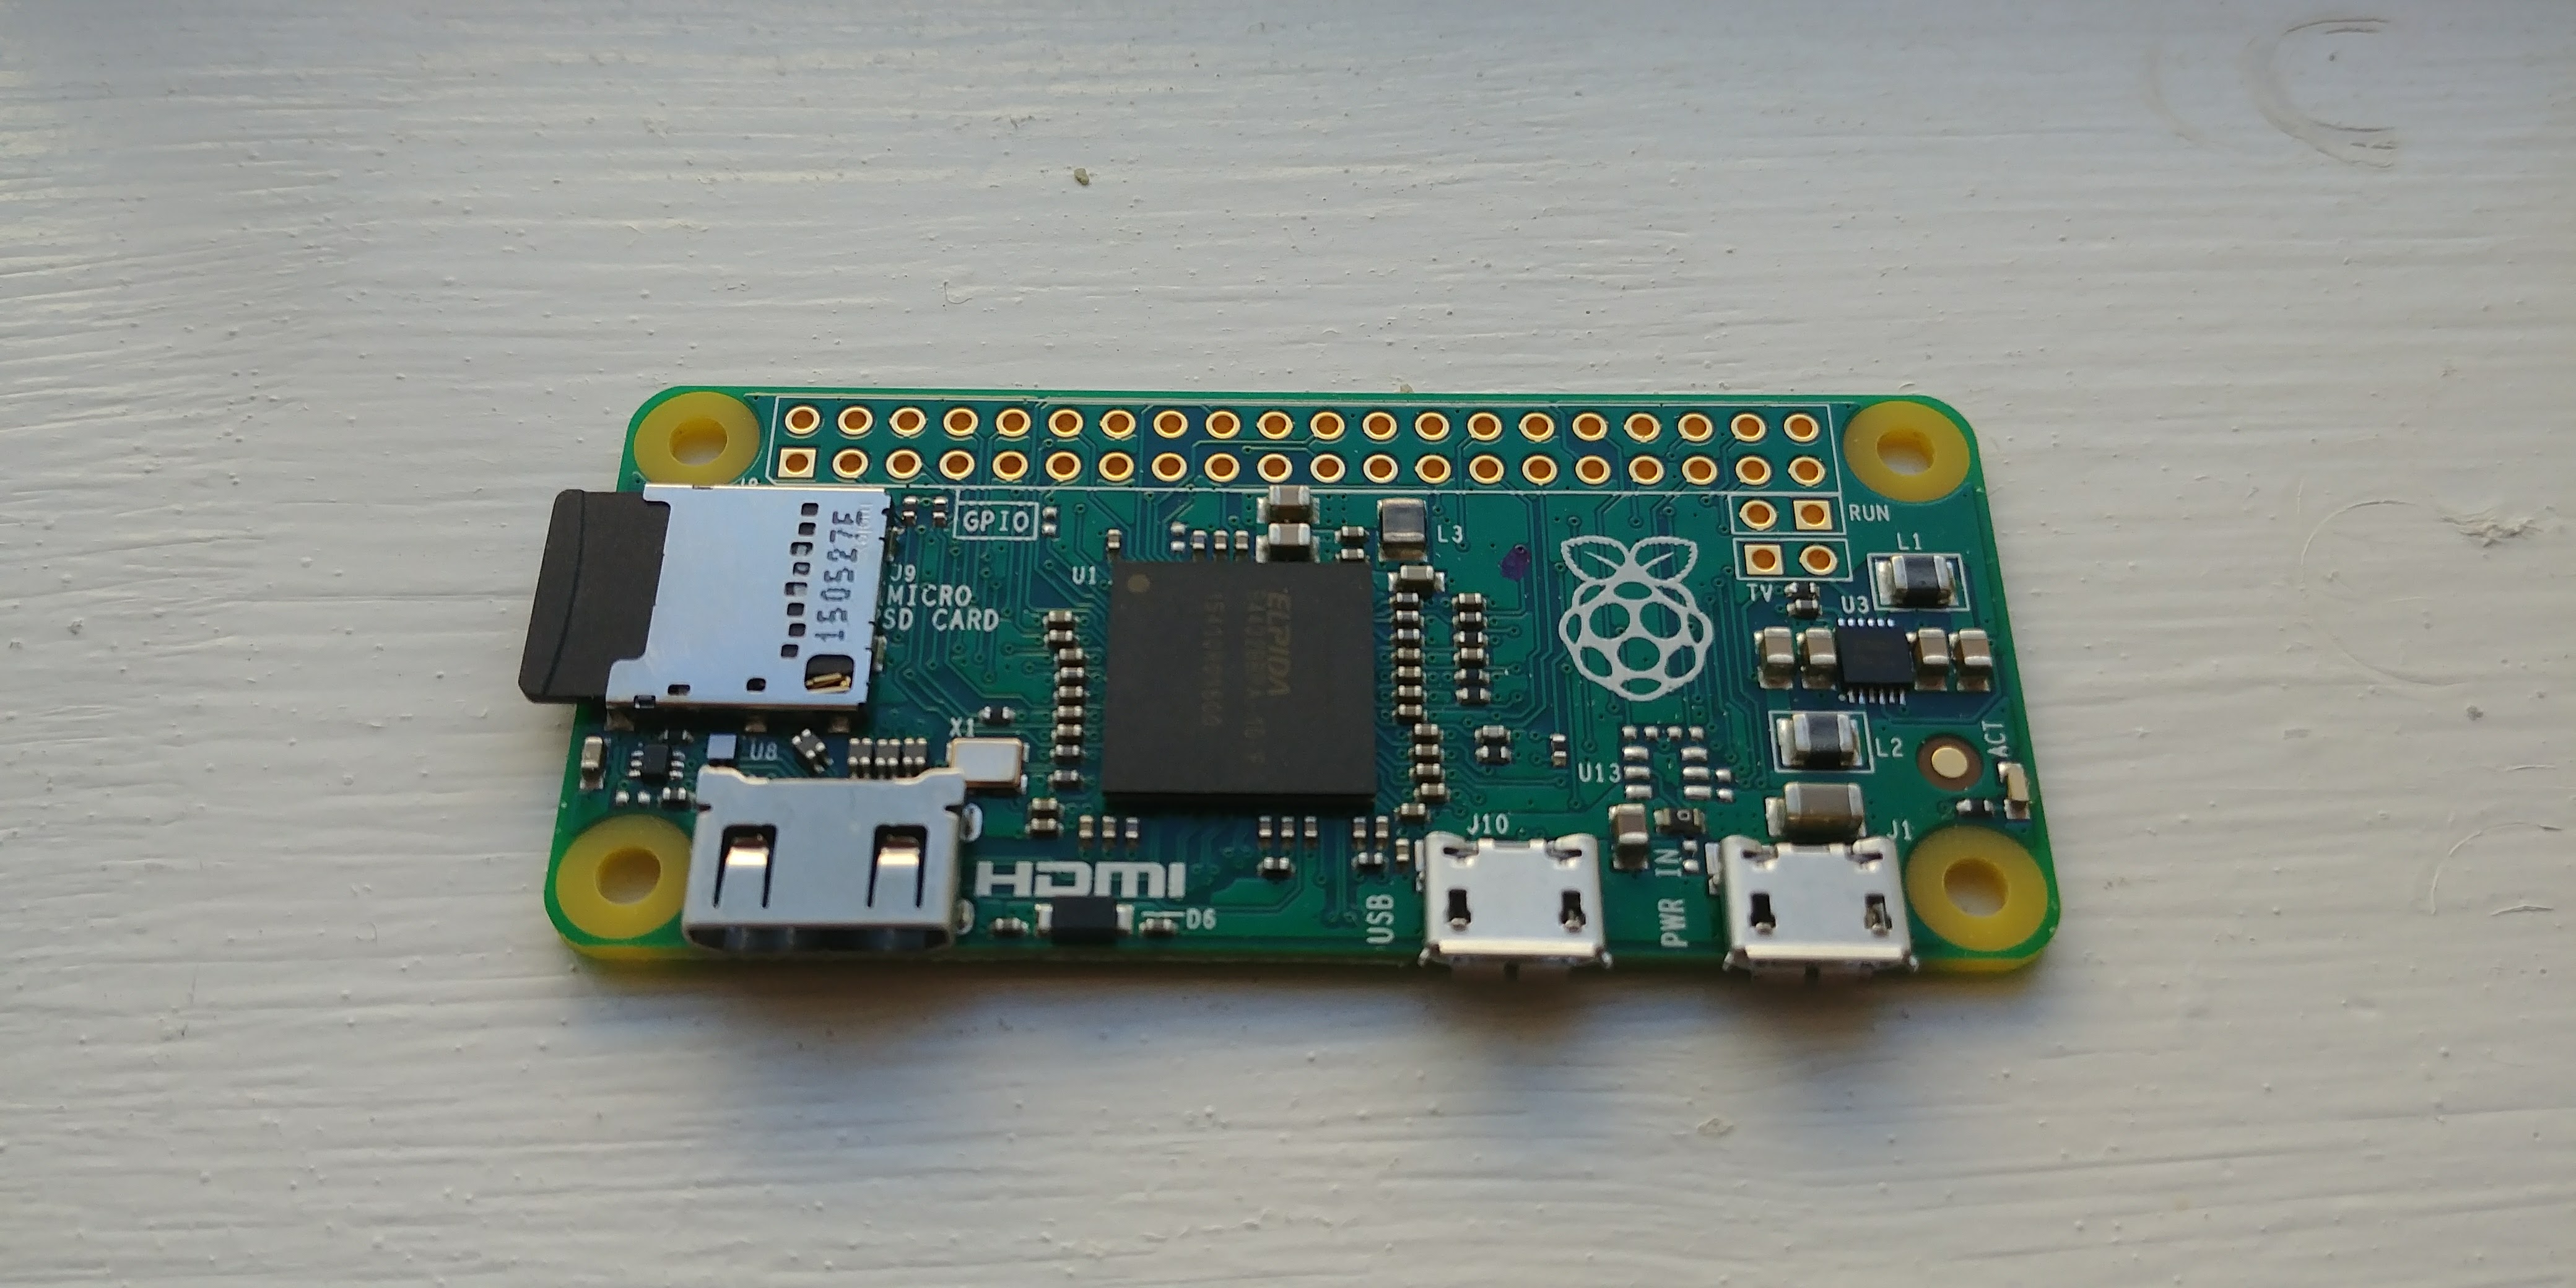 RUN
GPIO
L3
L1
J9
MICRO
SD CARD
150527F
U1
ELPIDA
TV
U3
X1
U8
U13
L2
ACT
J10
J1
HDMI
D6
USB
PWR IN